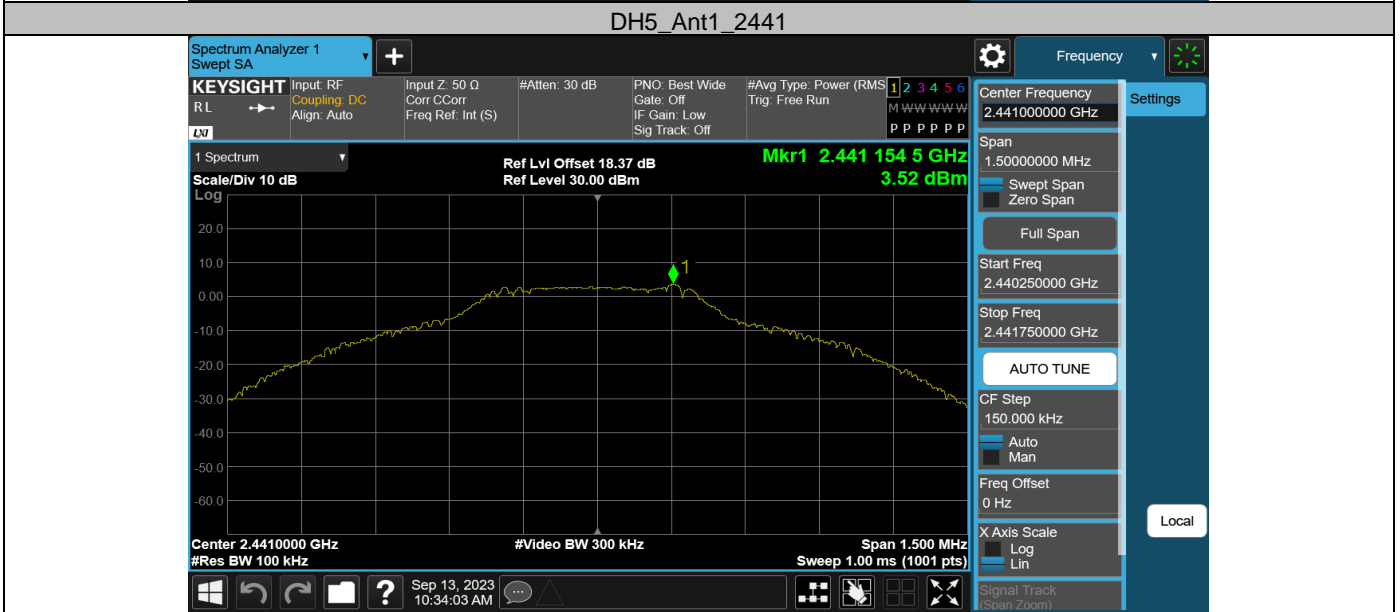 DH5_Ant1_2441
Spectrum Analyzer 1
Swept SA
Frequency
KEYSIGHT
R L
LXI
Input: RF
Coupling: DC
Align: Auto
Input Z: 50 Ω
Corr CCorr
Freq Ref: Int (S)
#Atten: 30 dB
PNO: Best Wide
Gate: Off
IF Gain: Low
Sig Track: Off
#Avg Type: Power (RMS
Trig: Free Run
1 2 3 4 5 6
M W W W W W
P P P P P P
Center Frequency
2.441000000 GHz
Settings
1 Spectrum
Scale/Div 10 dB
Ref Lvl Offset 18.37 dB
Ref Level 30.00 dBm
Mkr1 2.441 154 5 GHz
3.52 dBm
Span
1.50000000 MHz
Swept Span
Zero Span
Full Span
Start Freq
2.440250000 GHz
Stop Freq
2.441750000 GHz
AUTO TUNE
CF Step
150.000 kHz
Auto
Man
Freq Offset
0 Hz
X Axis Scale
Log
Lin
Signal Track
(Span Zoom)
Local
Log
20.0
10.0
0.00
-10.0
-20.0
-30.0
-40.0
-50.0
-60.0
1
Center 2.4410000 GHz
#Res BW 100 kHz
#Video BW 300 kHz
Span 1.500 MHz
Sweep 1.00 ms (1001 pts)
?
Sep 13, 2023
10:34:03 AM